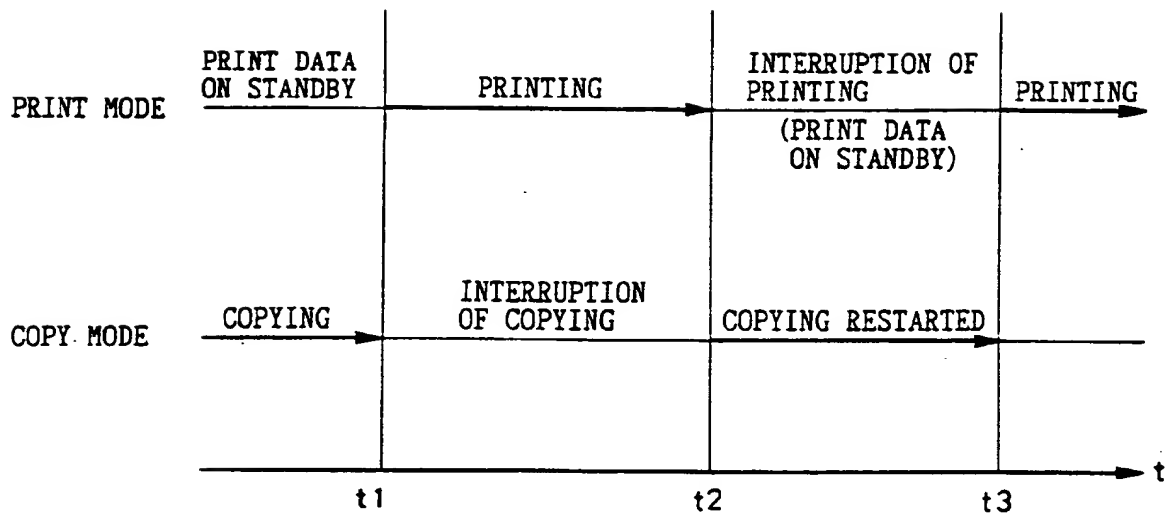 PRINT DATA
ON STANDBY
PRINTING
INTERRUPTION OF
PRINTING
PRINTING
PRINT MODE
(PRINT DATA
ON STANDBY)
INTERRUPTION
OF COPYING
COPYING
COPYING RESTARTED
COPY MODE
t
t1
t2
t3